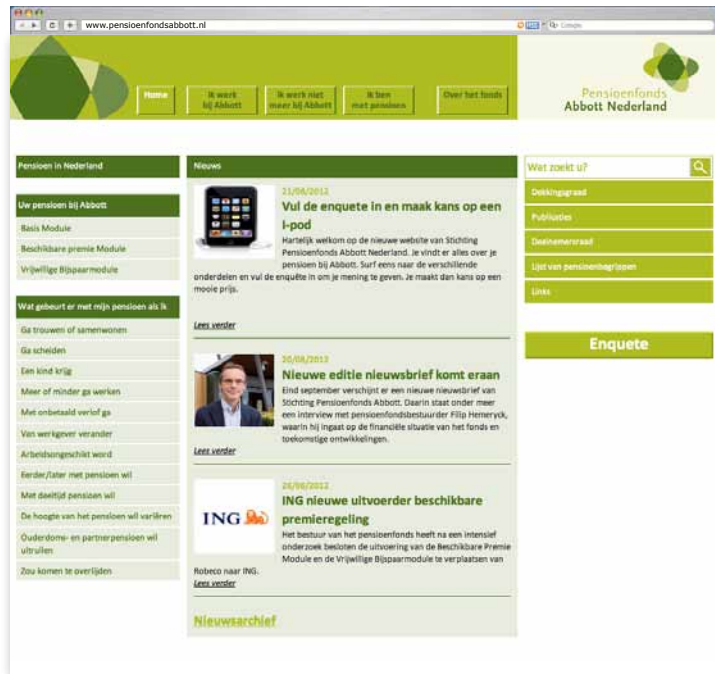 www.pensioenfondsabbott.nl
Google
Home
Ik werk
bij Abbott
Ik werk niet
meer bij Abbott
Ik ben
met pensioen
Over het fonds
Pensioenfonds
Abbott Nederland
Pensioen in Nederland
Uw pensioen bij Abbott
Basis Module
Beschikbare premie Module
Vrijwillige Bijspaarmodule
Wat gebeurt er met mijn pensioen als ik
Ga trouwen of samenwonen
Ga scheiden
Een kind krijg
Meer of minder ga werken
Met onbetaald verlof ga
Van werkgever verander
Arbeidsongeschikt word
Eerder/later met pensioen wil
Met deeltijd pensioen wil
De hoogte van het pensioen wil variëren
Ouderdoms- en partnerpensioen wil
uitruilen
Zou komen te overlijden
Nieuws
21/08/2012
Vul de enquete in en maak kans op een
i-pod
Hartelijk welkom op de nieuwe website van Stichting
Pensioenfonds Abbott Nederland. Je vindt er alles over je
pensioen bij Abbott. Surf eens naar de verschillende
onderdelen en vul de enquête in om je mening te geven. Je maakt dan kans op een
mooie prijs.
Lees verder
20/08/2012
Nieuwe editie nieuwsbrief komt eraan
Eind september verschijnt er een nieuwe nieuwsbrief van
Stichting Pensioenfonds Abbott. Daarin staat onder meer
een interview met pensioenfondsbestuurder Filip Hemeryck,
waarin hij ingaat op de financiële situatie van het fonds en
toekomstige ontwikkelingen.
Lees verder
ING
26/06/2012
ING nieuwe uitvoerder beschikbare
premieregeling
Het bestuur van het pensioenfonds heeft na een intensief
onderzoek besloten de uitvoering van de Beschikbare Premie
Module en de Vrijwillige Bijspaarmodule te verplaatsen van
Robeco naar ING.
Lees verder
Nieuwsarchief
Wat zoekt u?
Dekkingsgraad
Publicaties
Deelnemersraad
Lijst van pensioenbegrippen
Links
Enquete